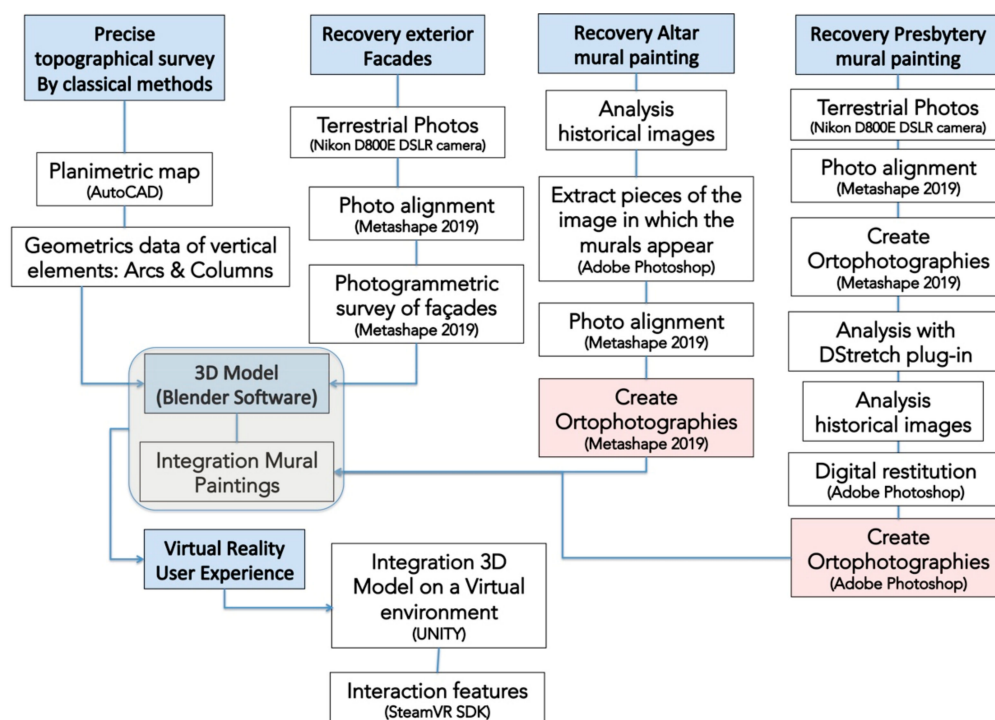 Precise
topographical survey
By classical methods
Planimetric map
(AutoCAD)
Geometrics data of vertical
elements: Arcs & Columns
Recovery exterior
Facades
Terrestrial Photos
(Nikon D800E DSLR camera)
Photo alignment
(Metashape 2019)
Photogrammetric
survey of façades
(Metashape 2019)
Recovery Altar
mural painting
Analysis
historical images
Extract pieces of the
image in which the
murals appear
(Adobe Photoshop)
Photo alignment
(Metashape 2019)
Create
Ortophotographies
(Metashape 2019)
Recovery Presbytery
mural painting
Terrestrial Photos
(Nikon D800E DSLR camera)
Photo alignment
(Metashape 2019)
Create
Ortophotographies
(Metashape 2019)
Analysis with
DStretch plug-in
Analysis
historical images
Digital restitution
(Adobe Photoshop)
Create
Ortophotographies
(Adobe Photoshop)
3D Model
(Blender Software)
Integration Mural
Paintings
Virtual Reality
User Experience
Integration 3D
Model on a Virtual
environment
(UNITY)
Interaction features
(SteamVR SDK)